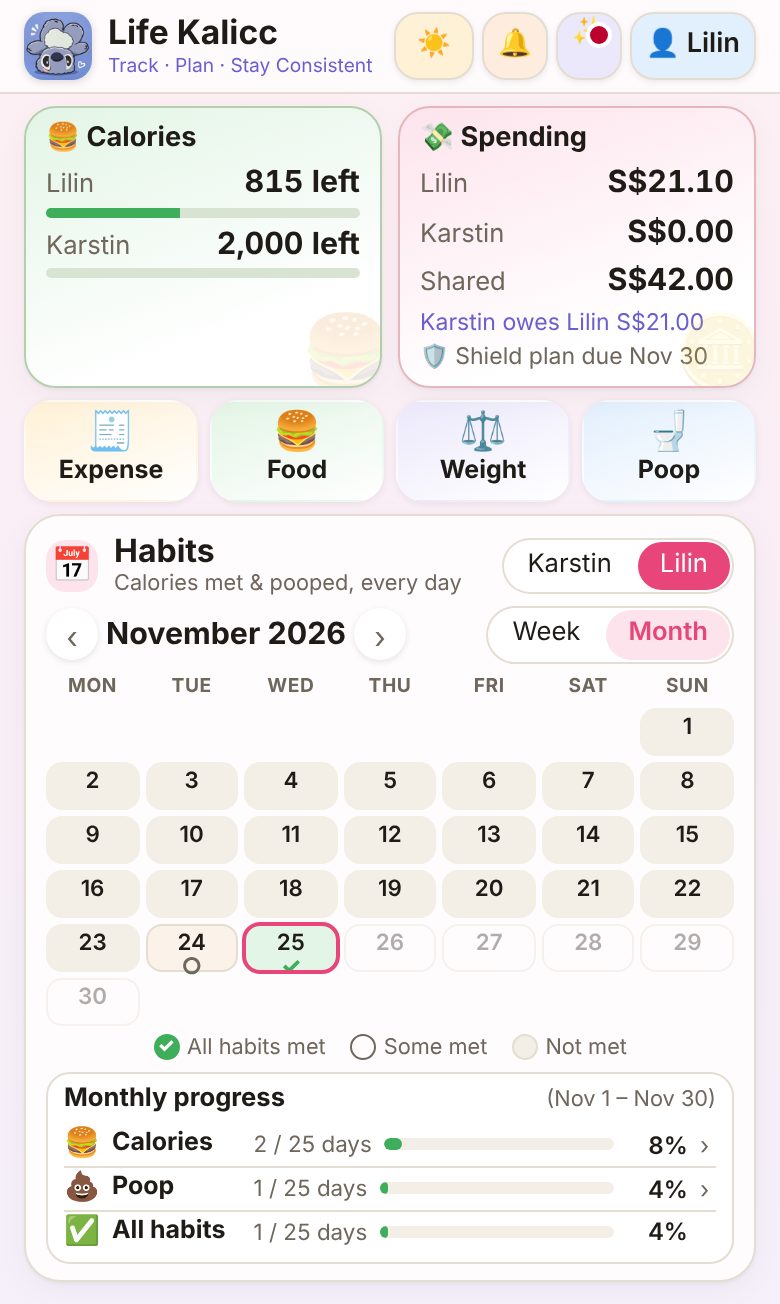 Life Kalicc
Track · Plan · Stay Consistent
Lilin
Calories
Lilin 815 left
Karstin 2,000 left
Spending
Lilin S$21.10
Karstin S$0.00
Shared S$42.00
Karstin owes Lilin S$21.00
Shield plan due Nov 30
Expense Food Weight Poop
July
17
Habits
Calories met & pooped, every day
Karstin Lilin
‹ November 2026 ›
Week Month
MON TUE WED THU FRI SAT SUN
1
2 3 4 5 6 7 8
9 10 11 12 13 14 15
16 17 18 19 20 21 22
23 24 25 26 27 28 29
30
All habits met Some met Not met
Monthly progress (Nov 1 – Nov 30)
Calories 2 / 25 days 8% ›
Poop 1 / 25 days 4% ›
All habits 1 / 25 days 4%